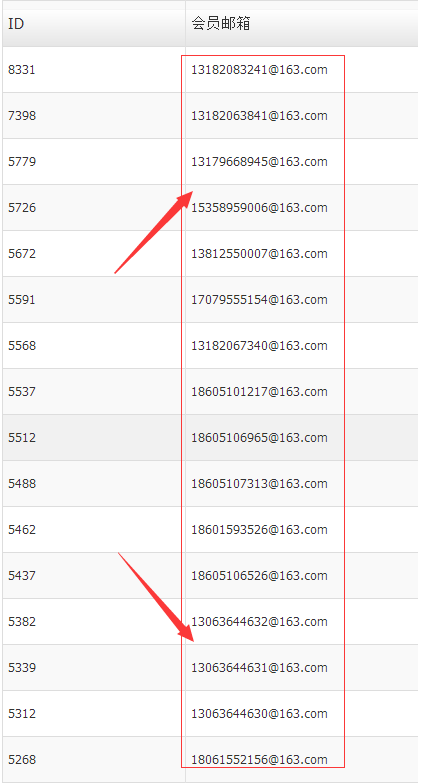 ID 会员邮箱
8331 13182083241@163.com
7398 13182063841@163.com
5779 13179668945@163.com
5726 15358959006@163.com
5672 13812550007@163.com
5591 17079555154@163.com
5568 13182067340@163.com
5537 18605101217@163.com
5512 18605106965@163.com
5488 18605107313@163.com
5462 18601593526@163.com
5437 18605106526@163.com
5382 13063644632@163.com
5339 13063644631@163.com
5312 13063644630@163.com
5268 18061552156@163.com